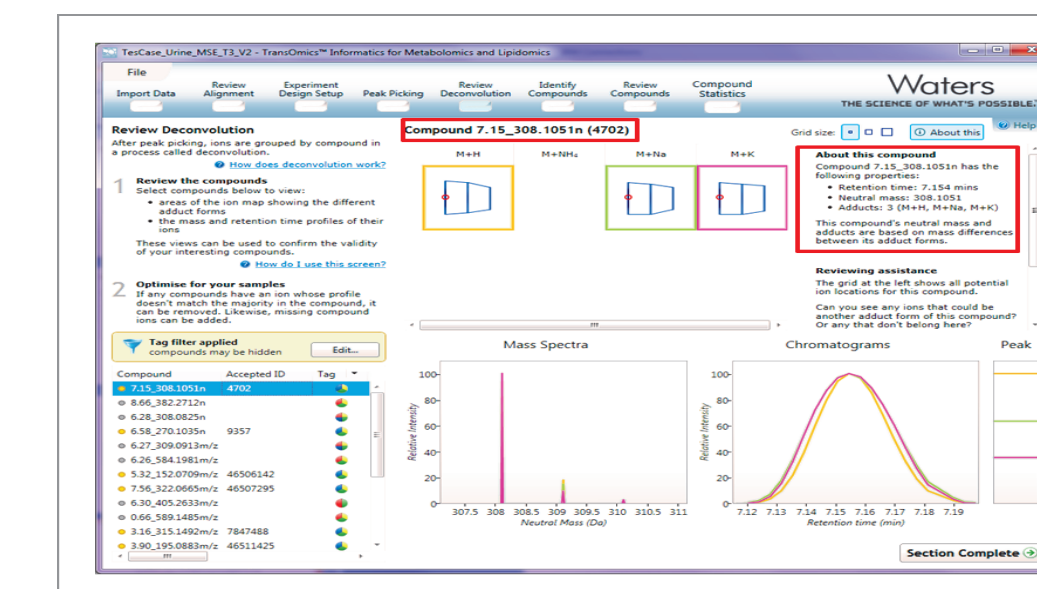 TesCase_Urine_MSE_T3_V2 - TransOmics™ Informatics for Metabolomics and Lipidomics
File
Import Data
Review Alignment
Experiment Design Setup
Peak Picking
Review Deconvolution
Identify Compounds
Review Compounds
Compound Statistics
Waters
THE SCIENCE OF WHAT'S POSSIBLE.
Help
Review Deconvolution
After peak picking, ions are grouped by compound in
a process called deconvolution.
How does deconvolution work?
1 Review the compounds
Select compounds below to view:
• areas of the ion map showing the different
adduct forms
• the mass and retention time profiles of their
ions
These views can be used to confirm the validity
of your interesting compounds.
How do I use this screen?
2 Optimise for your samples
If any compounds have an ion whose profile
doesn't match the majority in the compound, it
can be removed. Likewise, missing compound
ions can be added.
Tag filter applied
compounds may be hidden
Edit...
Compound Accepted ID Tag
7.15_308.1051n 4702
8.66_382.2712n
6.28_308.0825n
6.58_270.1035n 9357
6.27_309.0913m/z
6.26_584.1981m/z
5.32_152.0709m/z 46506142
7.56_322.0665m/z 46507295
6.30_405.2633m/z
0.66_589.1485m/z
3.16_315.1492m/z 7847488
3.90_195.0883m/z 46511425
Compound 7.15_308.1051n (4702)
Grid size:
About this
M+H M+NH₄ M+Na M+K
About this compound
Compound 7.15_308.1051n has the
following properties:
• Retention time: 7.154 mins
• Neutral mass: 308.1051
• Adducts: 3 (M+H, M+Na, M+K)
This compound's neutral mass and
adducts are based on mass differences
between its adduct forms.
Reviewing assistance
The grid at the left shows all potential
ion locations for this compound.
Can you see any ions that could be
another adduct form of this compound?
Or any that don't belong here?
Mass Spectra
Relative Intensity
100
80
60
40
20
0
307.5 308 308.5 309 309.5 310 310.5 311
Neutral Mass (Da)
Chromatograms
Relative Intensity
100
80
60
40
20
0
7.12 7.13 7.14 7.15 7.16 7.17 7.18 7.19
Retention time (min)
Peak
Section Complete